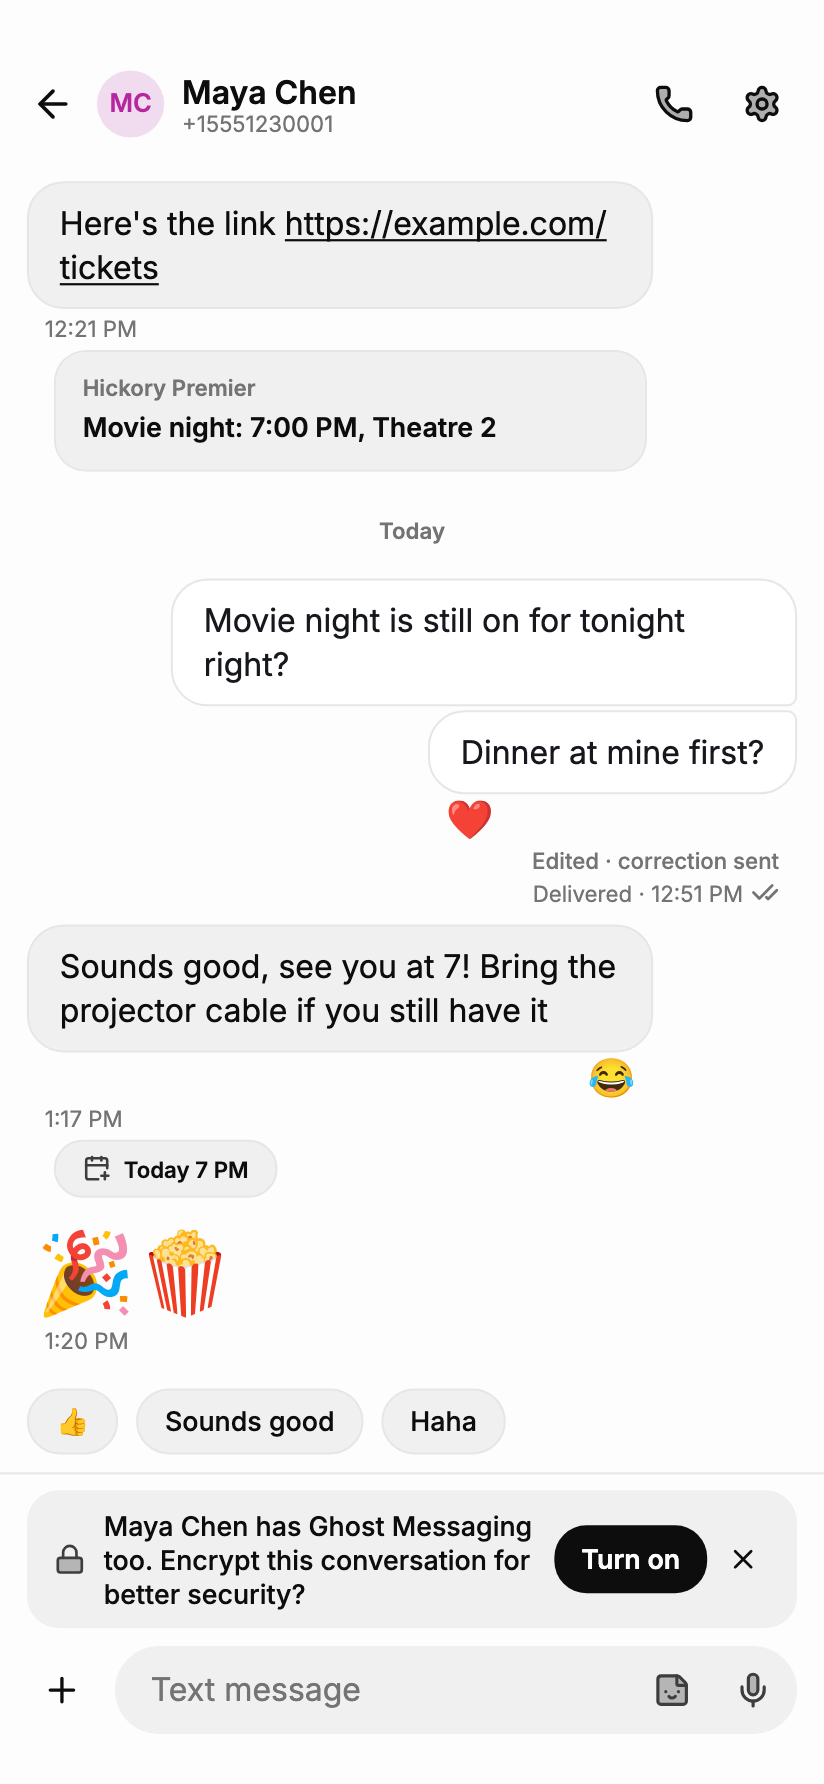 MC
Maya Chen
+15551230001
Here's the link https://example.com/
tickets
12:21 PM
Hickory Premier
Movie night: 7:00 PM, Theatre 2
Today
Movie night is still on for tonight
right?
Dinner at mine first?
Edited · correction sent
Delivered · 12:51 PM
Sounds good, see you at 7! Bring the
projector cable if you still have it
1:17 PM
Today 7 PM
1:20 PM
Sounds good
Haha
Maya Chen has Ghost Messaging
too. Encrypt this conversation for
better security?
Turn on
Text message